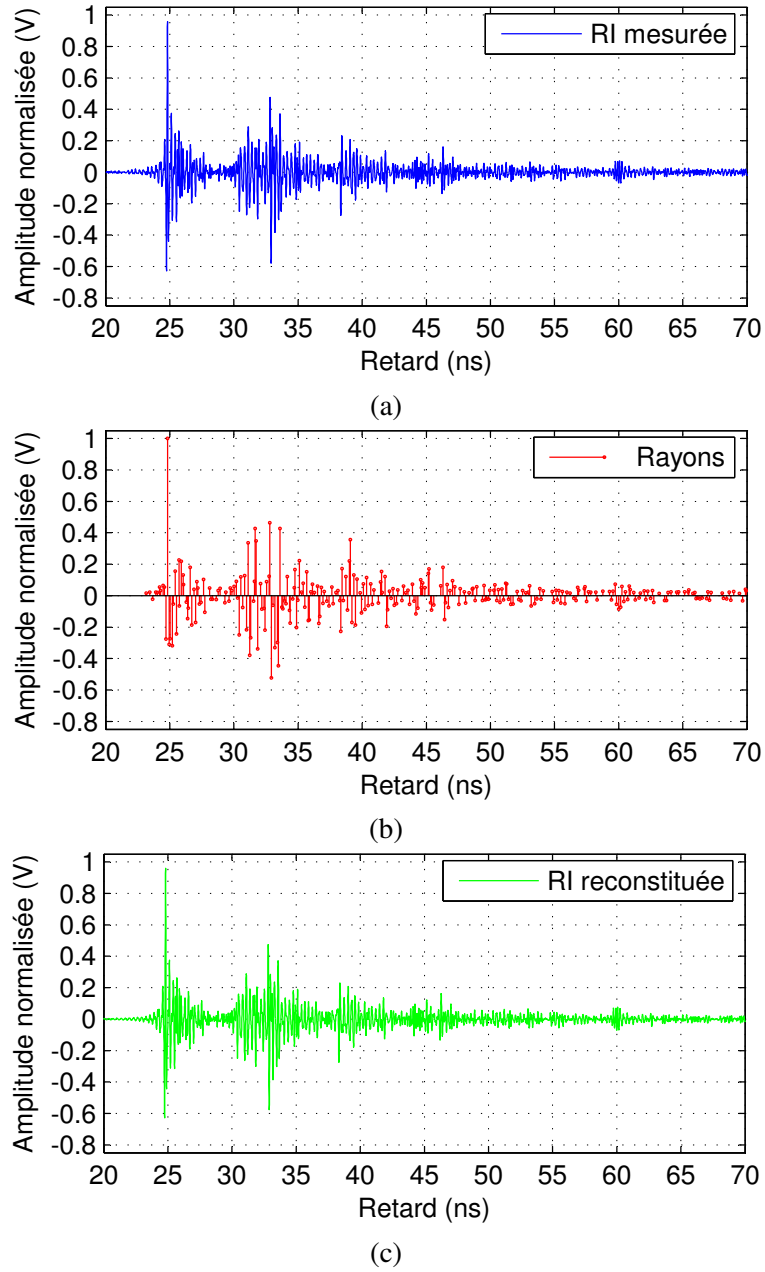 1
0.8
0.6
0.4
0.2
0
-0.2
-0.4
-0.6
-0.8
Amplitude normalisée (V)
RI mesurée
20 25 30 35 40 45 50 55 60 65 70
Retard (ns)
(a)
1
0.8
0.6
0.4
0.2
0
-0.2
-0.4
-0.6
-0.8
Amplitude normalisée (V)
Rayons
20 25 30 35 40 45 50 55 60 65 70
Retard (ns)
(b)
1
0.8
0.6
0.4
0.2
0
-0.2
-0.4
-0.6
-0.8
Amplitude normalisée (V)
RI reconstituée
20 25 30 35 40 45 50 55 60 65 70
Retard (ns)
(c)